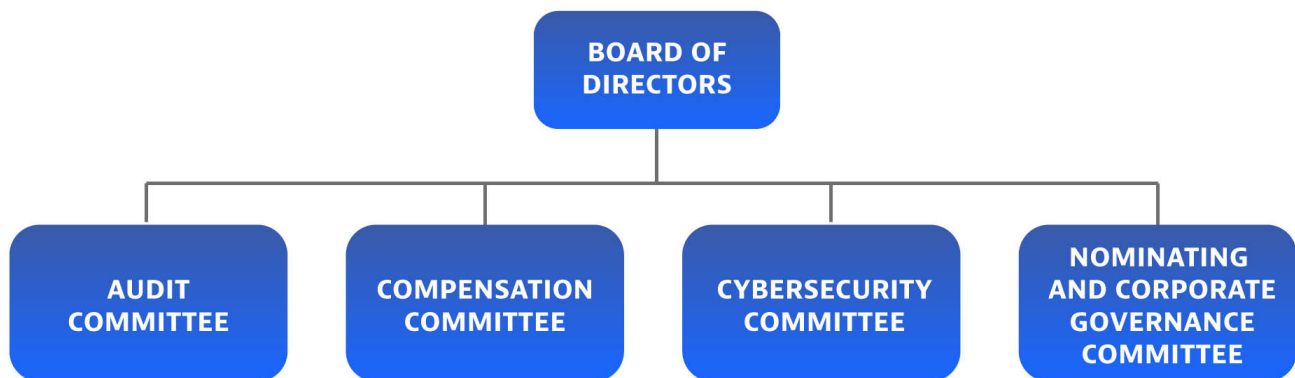 BOARD OF
DIRECTORS
AUDIT
COMMITTEE
COMPENSATION
COMMITTEE
CYBERSECURITY
COMMITTEE
NOMINATING
AND CORPORATE
GOVERNANCE
COMMITTEE